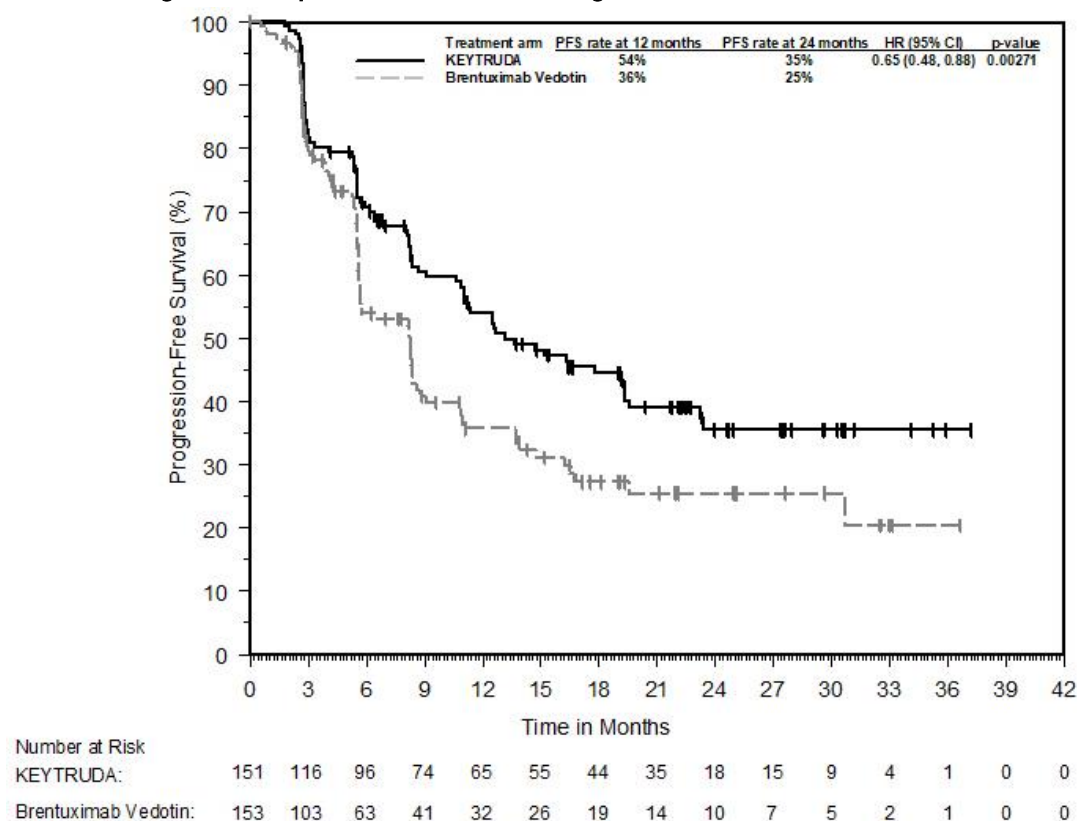 Treatment arm PFS rate at 12 months PFS rate at 24 months HR (95% CI) p-value
KEYTRUDA 54% 35% 0.65 (0.48, 0.88) 0.00271
Brentuximab Vedotin 36% 25%
100
90
80
70
60
50
40
30
20
10
0
Progression-Free Survival (%)
0 3 6 9 12 15 18 21 24 27 30 33 36 39 42
Time in Months
Number at Risk
KEYTRUDA: 151 116 96 74 65 55 44 35 18 15 9 4 1 0 0
Brentuximab Vedotin: 153 103 63 41 32 26 19 14 10 7 5 2 1 0 0